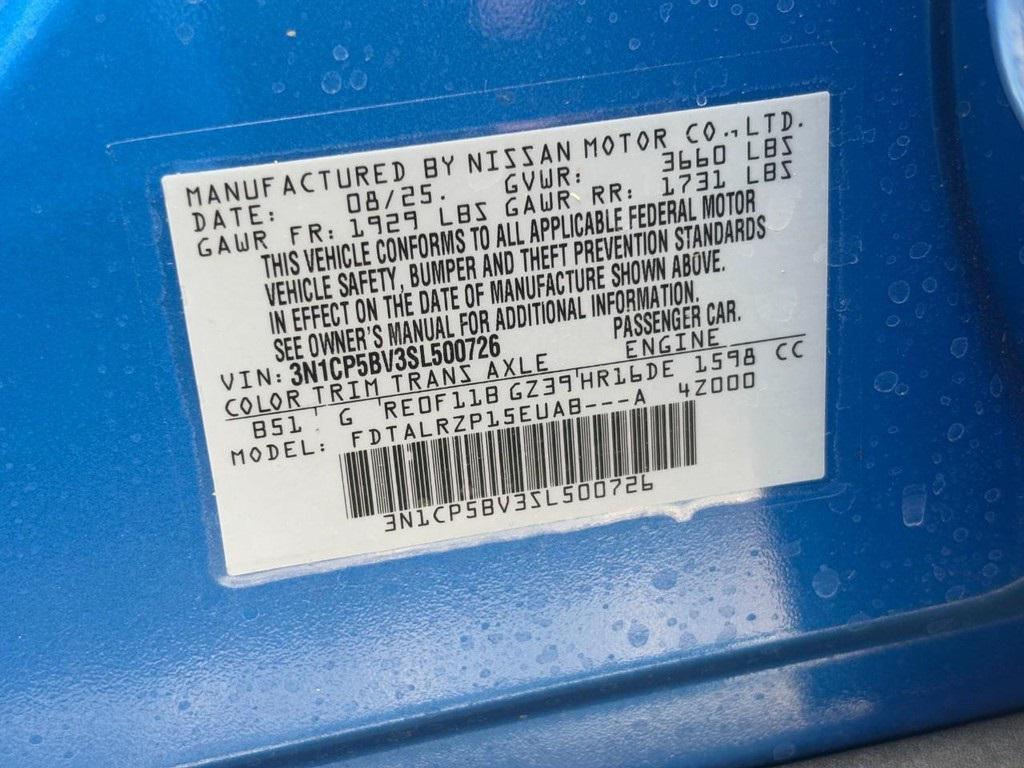 MANUFACTURED BY NISSAN MOTOR CO.,LTD.
DATE: 08/25. GVWR: 3660 LBS
GAWR FR: 1929 LBS GAWR RR: 1731 LBS
THIS VEHICLE CONFORMS TO ALL APPLICABLE FEDERAL MOTOR
VEHICLE SAFETY, BUMPER AND THEFT PREVENTION STANDARDS
IN EFFECT ON THE DATE OF MANUFACTURE SHOWN ABOVE.
SEE OWNER'S MANUAL FOR ADDITIONAL INFORMATION.
VIN: 3N1CP5BV3SL500726 PASSENGER CAR.
COLOR TRIM TRANS AXLE ENGINE
B51 ' G 'RE0F11B GZ39'HR16DE 1598 CC
MODEL: FDTALRZP15EUAB---A 4Z000
3N1CP5BV3SL500726